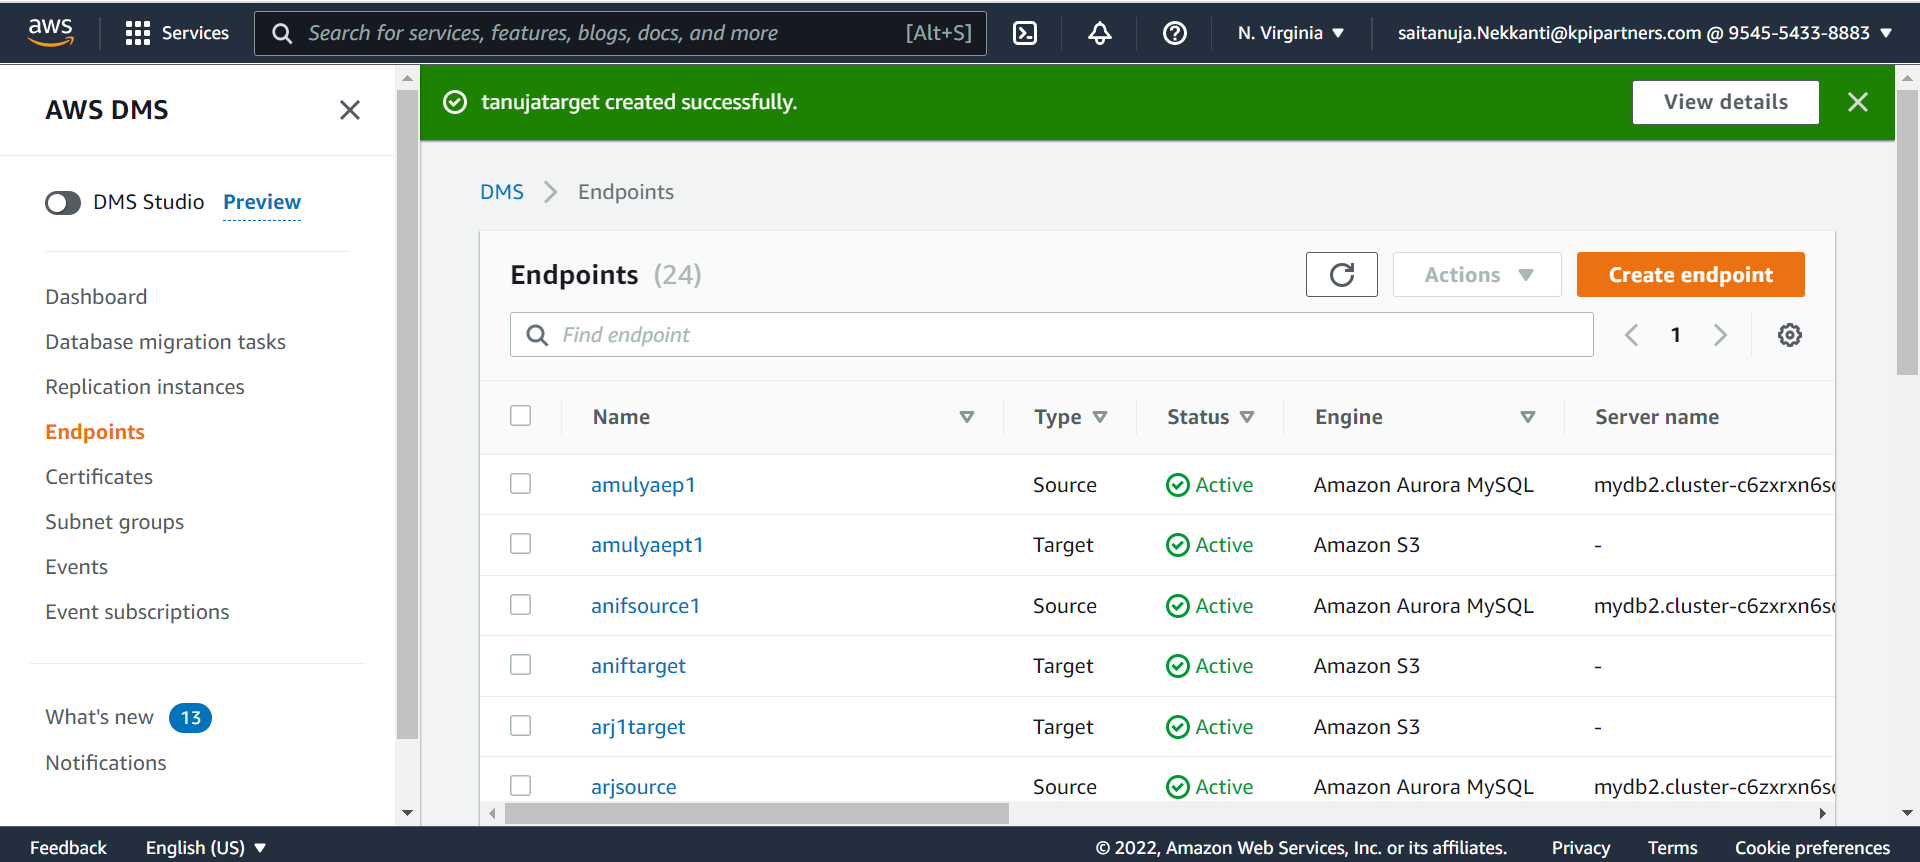 aws
Services
Search for services, features, blogs, docs, and more
[Alt+S]
N. Virginia
saitanuja.Nekkanti@kpipartners.com @ 9545-5433-8883
AWS DMS
DMS Studio Preview
Dashboard
Database migration tasks
Replication instances
Endpoints
Certificates
Subnet groups
Events
Event subscriptions
What's new 13
Notifications
tanujatarget created successfully.
View details
DMS Endpoints
Endpoints (24)
Actions
Create endpoint
Find endpoint
1
Name Type Status Engine Server name
amulyaep1 Source Active Amazon Aurora MySQL mydb2.cluster-c6zxrxn6s
amulyaept1 Target Active Amazon S3 -
anifsource1 Source Active Amazon Aurora MySQL mydb2.cluster-c6zxrxn6s
aniftarget Target Active Amazon S3 -
arj1target Target Active Amazon S3 -
arjsource Source Active Amazon Aurora MySQL mydb2.cluster-c6zxrxn6s
Feedback English (US) © 2022, Amazon Web Services, Inc. or its affiliates. Privacy Terms Cookie preferences